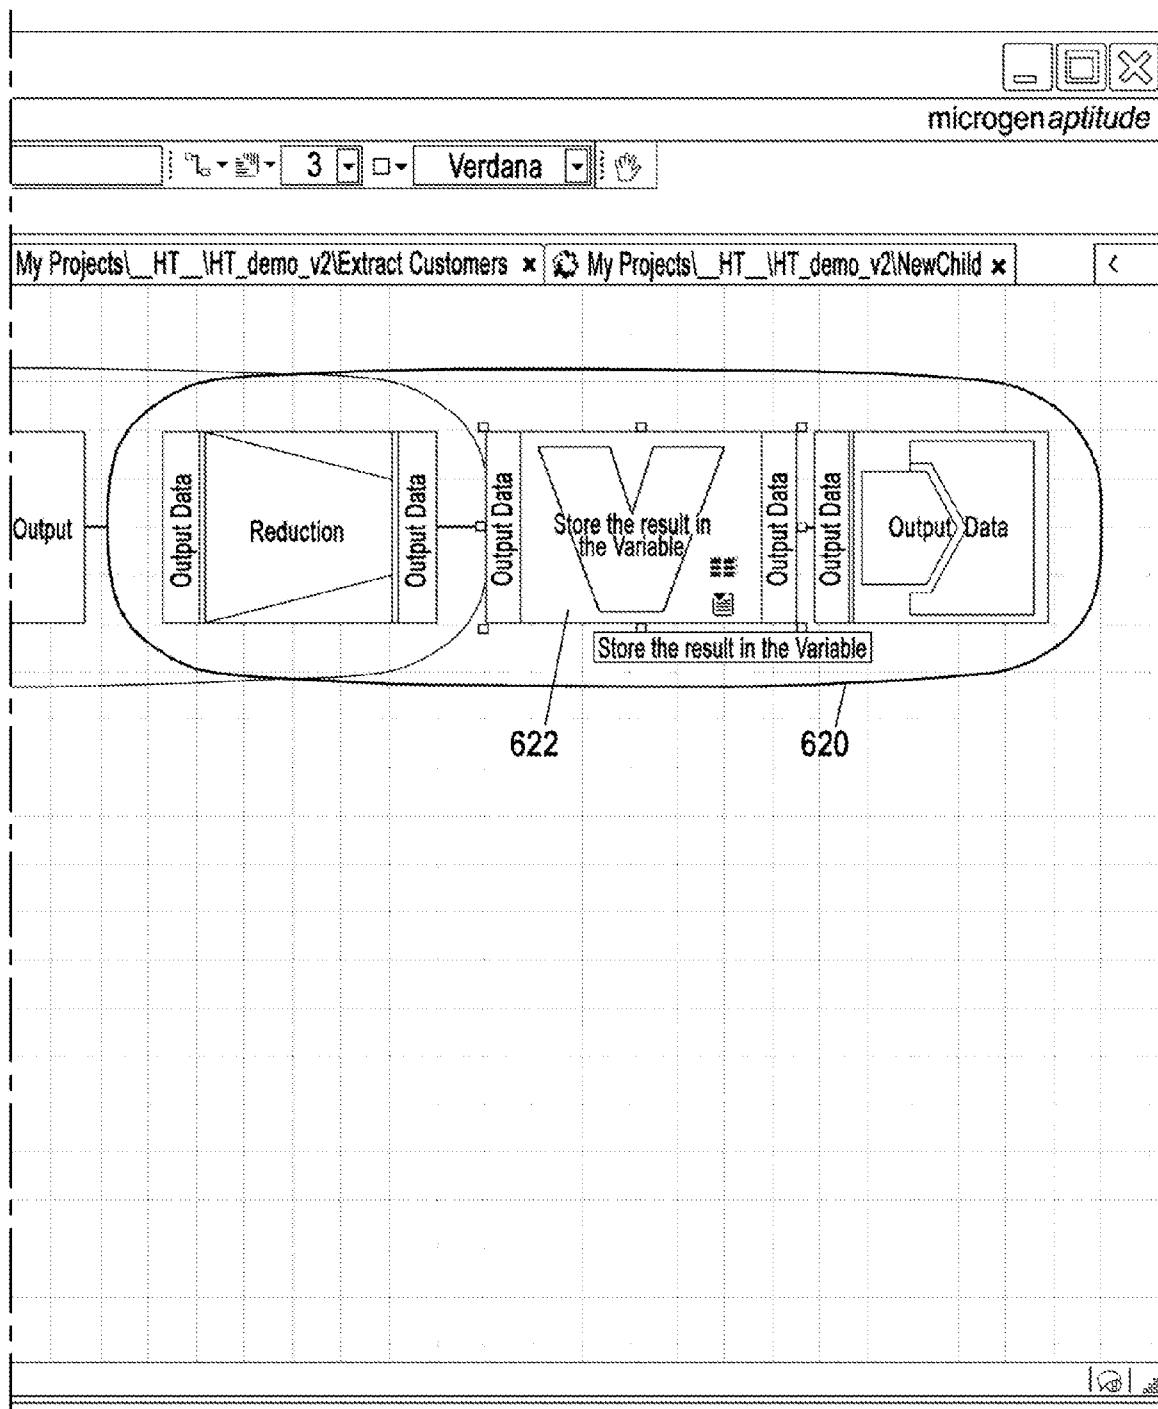 microgen aptitude
3 Verdana
My Projects\__HT__\HT_demo_v2\Extract Customers × My Projects\__HT__\HT_demo_v2\NewChild × <
Output
Output Data
Reduction
Output Data
Output Data
Store the result in
the Variable
Output Data
Output Data
Output Data
Store the result in the Variable
622
620